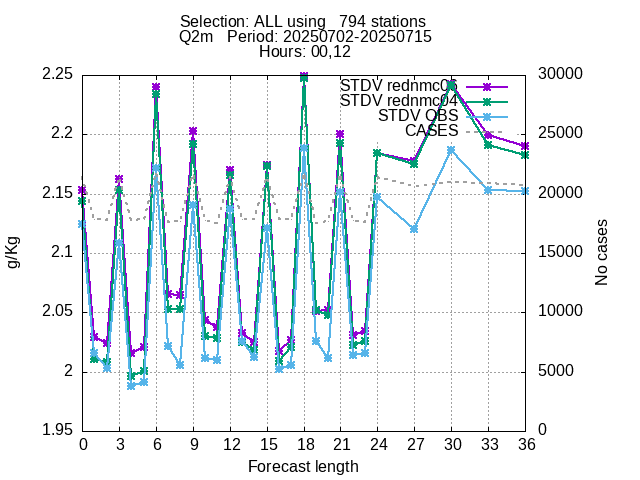 Selection: ALL using 794 stations
Q2m Period: 20250702-20250715
Hours: 00,12
2.25
2.2
2.15
2.1
2.05
2
1.95
g/Kg
30000
25000
20000
15000
10000
5000
0
No cases
STDV rednmc04
STDV OBS
CASES
0 3 6 9 12 15 18 21 24 27 30 33 36
Forecast length